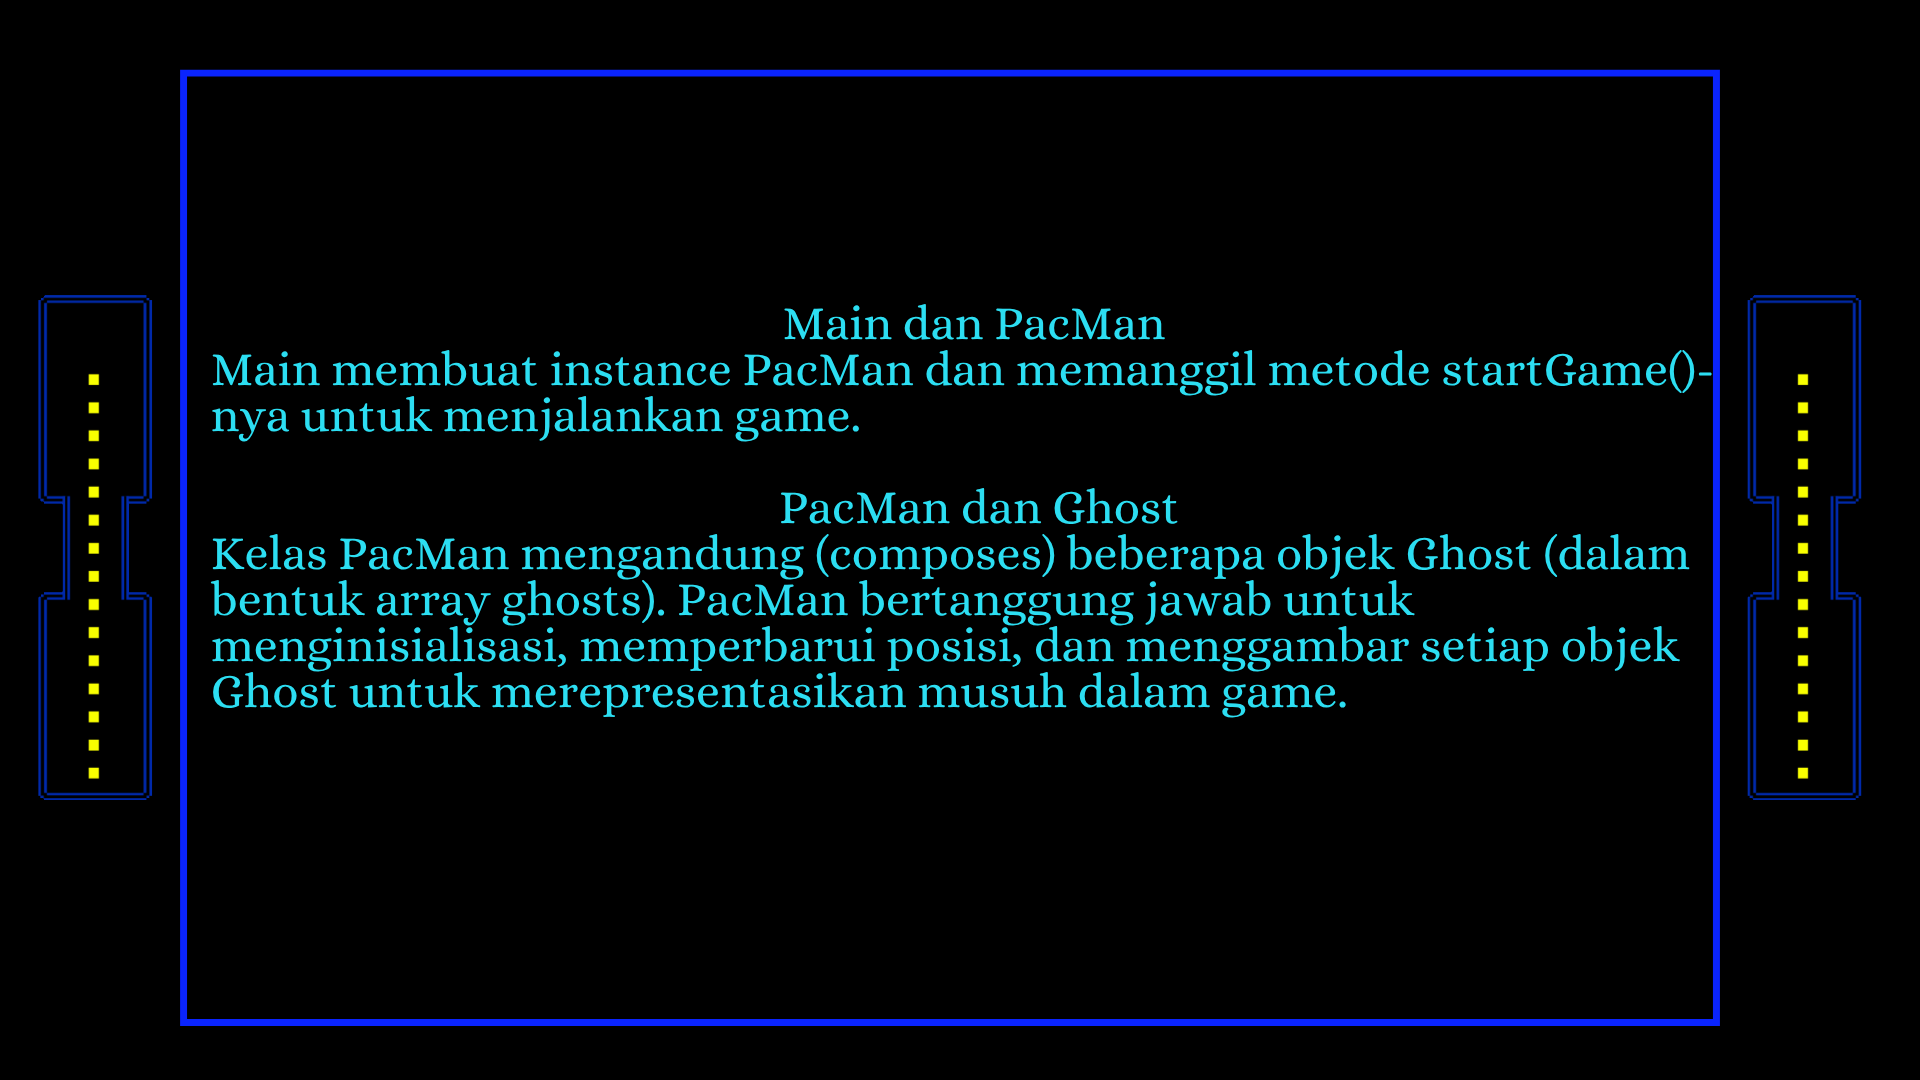 Main dan PacMan
Main membuat instance PacMan dan memanggil metode startGame()-
nya untuk menjalankan game.
PacMan dan Ghost
Kelas PacMan mengandung (composes) beberapa objek Ghost (dalam
bentuk array ghosts). PacMan bertanggung jawab untuk
menginisialisasi, memperbarui posisi, dan menggambar setiap objek
Ghost untuk merepresentasikan musuh dalam game.